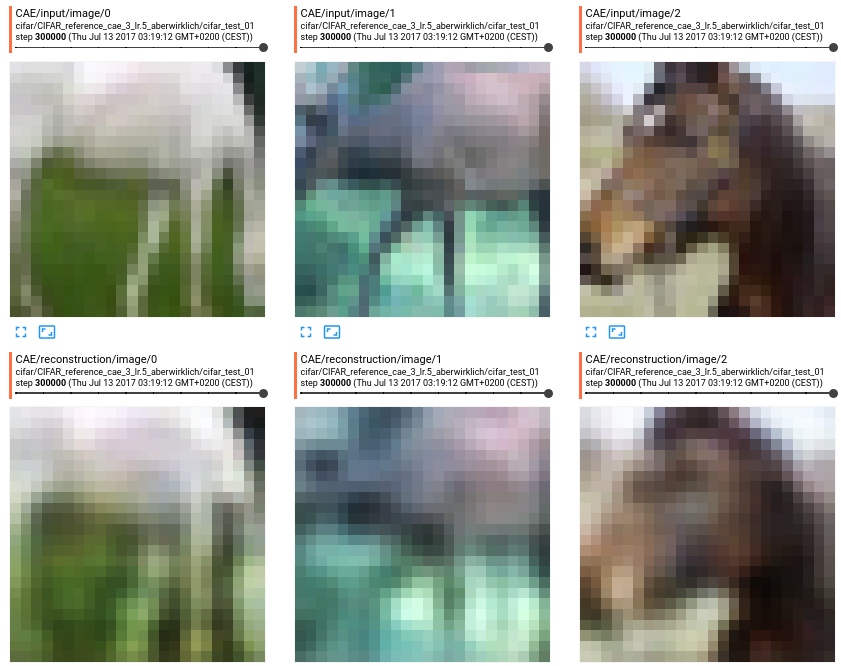 CAE/input/image/0
cifar/CIFAR_reference_cae_3_lr.5_aberwirklich/cifar_test_01
step 300000 (Thu Jul 13 2017 03:19:12 GMT+0200 (CEST))
CAE/input/image/1
cifar/CIFAR_reference_cae_3_lr.5_aberwirklich/cifar_test_01
step 300000 (Thu Jul 13 2017 03:19:12 GMT+0200 (CEST))
CAE/input/image/2
cifar/CIFAR_reference_cae_3_lr.5_aberwirklich/cifar_test_01
step 300000 (Thu Jul 13 2017 03:19:12 GMT+0200 (CEST))
CAE/reconstruction/image/0
cifar/CIFAR_reference_cae_3_lr.5_aberwirklich/cifar_test_01
step 300000 (Thu Jul 13 2017 03:19:12 GMT+0200 (CEST))
CAE/reconstruction/image/1
cifar/CIFAR_reference_cae_3_lr.5_aberwirklich/cifar_test_01
step 300000 (Thu Jul 13 2017 03:19:12 GMT+0200 (CEST))
CAE/reconstruction/image/2
cifar/CIFAR_reference_cae_3_lr.5_aberwirklich/cifar_test_01
step 300000 (Thu Jul 13 2017 03:19:12 GMT+0200 (CEST))